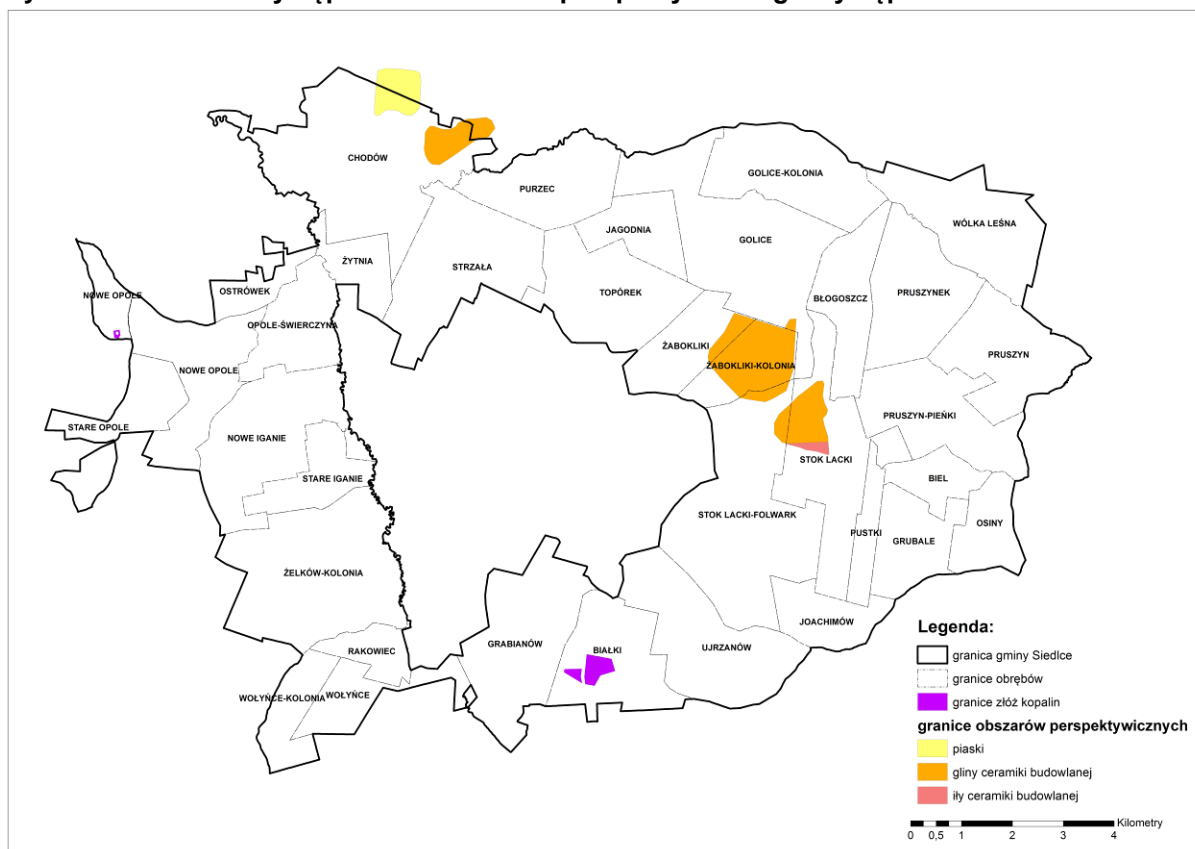 CHODÓW
PURZEC
GOLICE-KOLONIA
WÓLKA LEŚNA
JAGODNIA
GOLICE
ŻYTNIA
STRZAŁA
OSTRÓWEK
NOWE OPOLE
TOPÓREK
BŁOGOSZCZ
PRUSZYNEK
OPOLE-ŚWIERCZYNA
ŻABOKLIKI
PRUSZYN
ŻABOKLIKI-KOLONIA
NOWE OPOLE
PRUSZYN-PIEŃKI
STARE OPOLE
NOWE IGANIE
STOK LACKI
STARE IGANIE
BIEL
STOK LACKI-FOLWARK
OSINY
PUSTKI
GRUBALE
ŻELKÓW-KOLONIA
JOACHIMÓW
GRABIANÓW
BIAŁKI
UJRZANÓW
RAKOWIEC
WOŁYŃCE-KOLONIA
WOŁYŃCE
Legenda:
granica gminy Siedlce
granice obrębów
granice złóż kopalin
granice obszarów perspektywicznych
piaski
gliny ceramiki budowlanej
iły ceramiki budowlanej
Kilometry
0 0,5 1 2 3 4